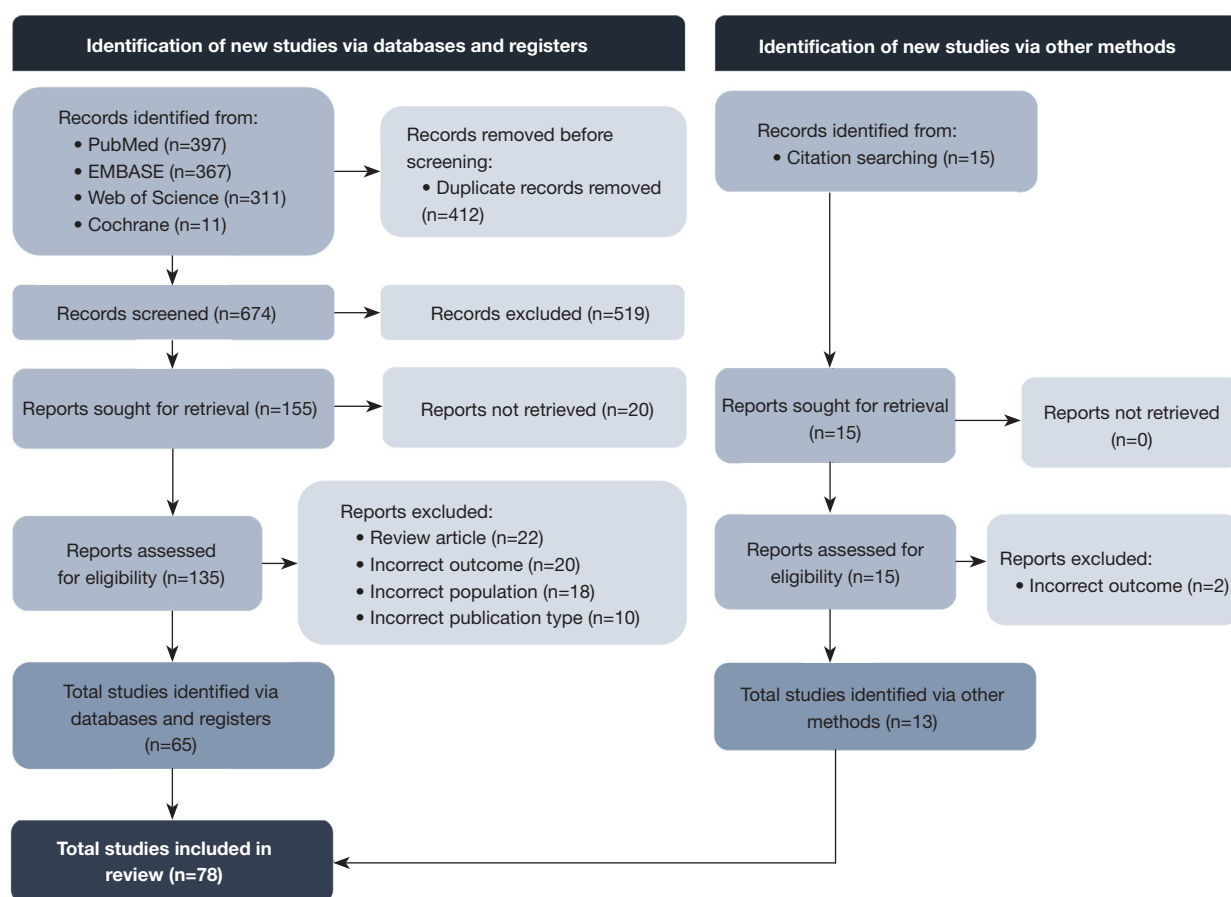 Identification of new studies via databases and registers
Records identified from:
• PubMed (n=397)
• EMBASE (n=367)
• Web of Science (n=311)
• Cochrane (n=11)
Records removed before
screening:
• Duplicate records removed
(n=412)
Records screened (n=674)
Records excluded (n=519)
Reports sought for retrieval (n=155)
Reports not retrieved (n=20)
Reports assessed
for eligibility (n=135)
Reports excluded:
• Review article (n=22)
• Incorrect outcome (n=20)
• Incorrect population (n=18)
• Incorrect publication type (n=10)
Total studies identified via
databases and registers
(n=65)
Total studies included in
review (n=78)
Identification of new studies via other methods
Records identified from:
• Citation searching (n=15)
Reports sought for retrieval
(n=15)
Reports not retrieved
(n=0)
Reports assessed for
eligibility (n=15)
Reports excluded:
• Incorrect outcome (n=2)
Total studies identified via other
methods (n=13)